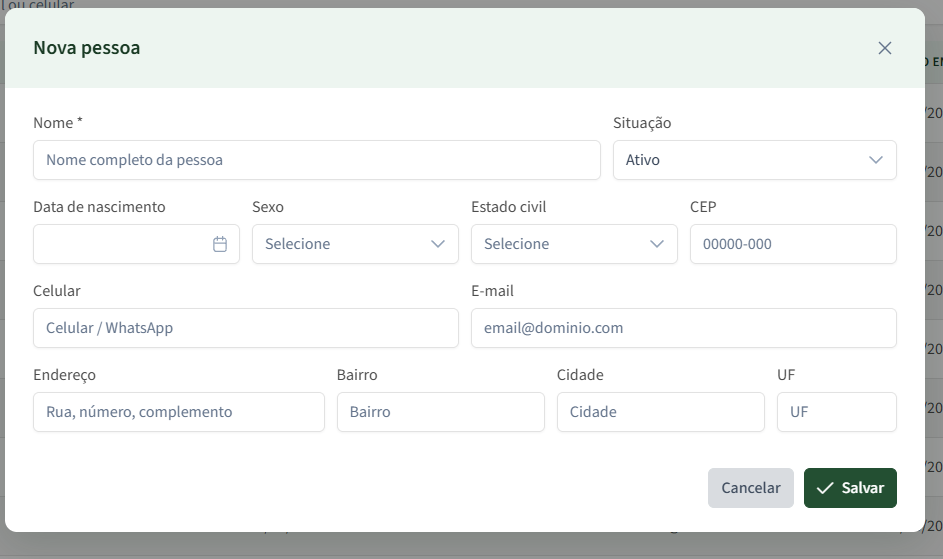 ou celular
Nova pessoa
Nome * Situação
Nome completo da pessoa Ativo
Data de nascimento Sexo Estado civil CEP
Selecione Selecione 00000-000
Celular E-mail
Celular / WhatsApp email@dominio.com
Endereço Bairro Cidade UF
Rua, número, complemento Bairro Cidade UF
Cancelar Salvar